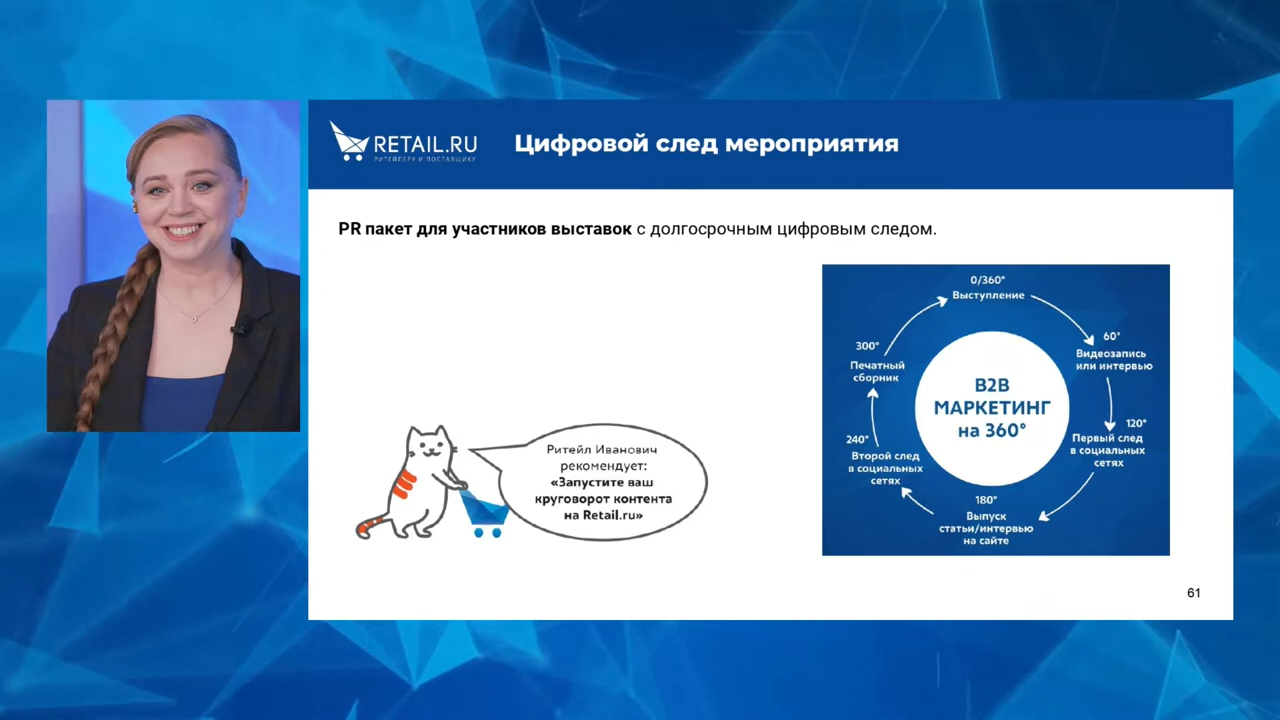 RETAIL.RU
РИТЕЙЛЕРУ И ПОСТАВЩИКУ
Цифровой след мероприятия
PR пакет для участников выставок с долгосрочным цифровым следом.
Ритейл Иванович
рекомендует:
«Запустите ваш
круговорот контента
на Retail.ru»
0/360°
Выступление
60°
Видеозапись
или интервью
120°
Первый след
в социальных
сетях
180°
Выпуск
статьи/интервью
на сайте
240°
Второй след
в социальных
сетях
300°
Печатный
сборник
B2B
МАРКЕТИНГ
на 360°
61